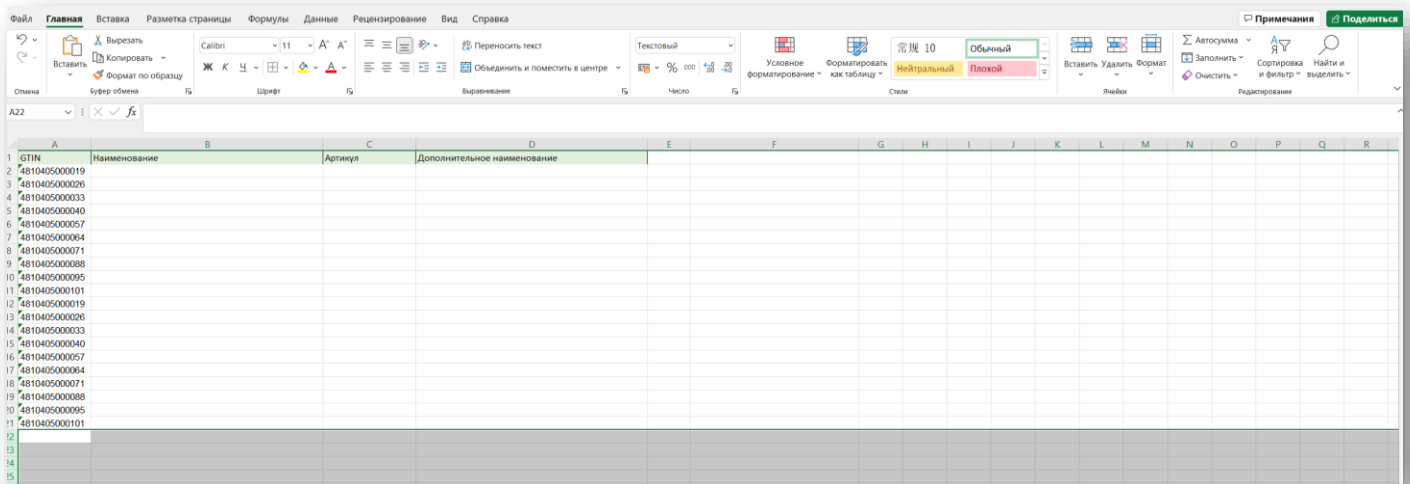 Файл Главная Вставка Разметка страницы Формулы Данные Рецензирование Вид Справка Примечания Поделиться
Вставить
Вырезать
Копировать
Формат по образцу
Calibri 11
Ж К Ч
Переносить текст
Объединить и поместить в центре
Текстовый
% 000
Условное форматирование
Форматировать как таблицу
常规 10 Обычный
Нейтральный Плохой
Вставить Удалить Формат
Автосумма
Заполнить
Очистить
Сортировка и фильтр
Найти и выделить
Отмена Буфер обмена Шрифт Выравнивание Число Стили Ячейки Редактирование
A22 fx
A B C D E F G H I J K L M N O P Q R
1 GTIN Наименование Артикул Дополнительное наименование
2 4810405000019
3 4810405000026
4 4810405000033
5 4810405000040
6 4810405000057
7 4810405000064
8 4810405000071
9 4810405000088
10 4810405000095
11 4810405000101
12 4810405000019
13 4810405000026
14 4810405000033
15 4810405000040
16 4810405000057
17 4810405000064
18 4810405000071
19 4810405000088
20 4810405000095
21 4810405000101
22
23
24
25